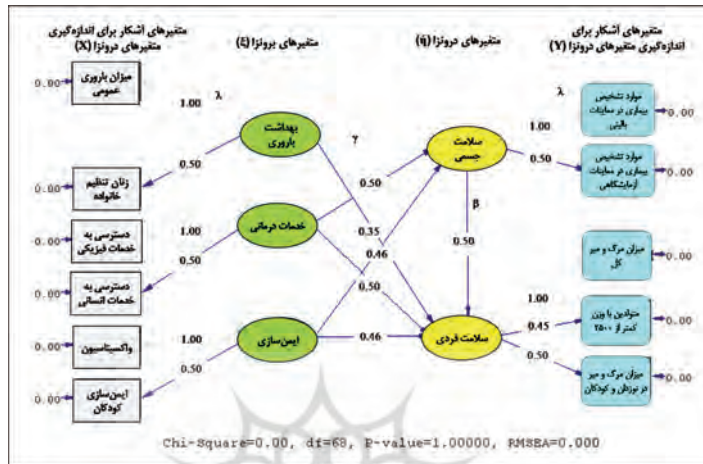 متغیرهای آشکار برای اندازه‌گیری
متغیرهای درونزا (X)
متغیرهای برونزا (ξ)
متغیرهای درونزا (ή)
متغیرهای آشکار برای
اندازه‌گیری متغیرهای درونزا (Y)
0.00
میزان باروری
عمومی
0.00
زنان تنظیم
خانواده
0.00
دسترسی به
خدمات فیزیکی
0.00
دسترسی به
خدمات انسانی
0.00
واکسیناسیون
0.00
ایمن‌سازی
کودکان
1.00
λ
0.50
1.00
0.50
1.00
0.50
بهداشت
باروری
خدمات درمانی
ایمن‌سازی
γ
0.50
0.35
0.46
0.50
0.46
سلامت
جسمی
β
0.50
سلامت فردی
λ
1.00
0.50
1.00
0.45
0.50
موارد تشخیص
بیماری در معاینات
بالینی
0.00
موارد تشخیص
بیماری در معاینات
آزمایشگاهی
0.00
میزان مرگ و میر
کل
0.00
متولدین با وزن
کمتر از ۲۵۰۰
0.00
میزان مرگ و میر
در نوزادان و کودکان
0.00
Chi-Square=0.00, df=68, P-value=1.00000, RMSEA=0.000